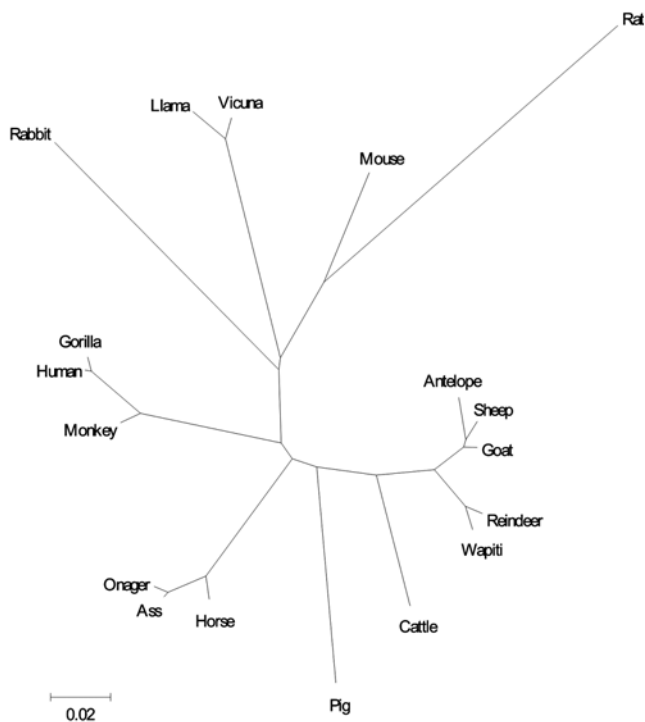 Rat
Llama
Vicuna
Rabbit
Mouse
Gorilla
Human
Monkey
Antelope
Sheep
Goat
Reindeer
Wapiti
Onager
Ass
Horse
Cattle
Pig
0.02